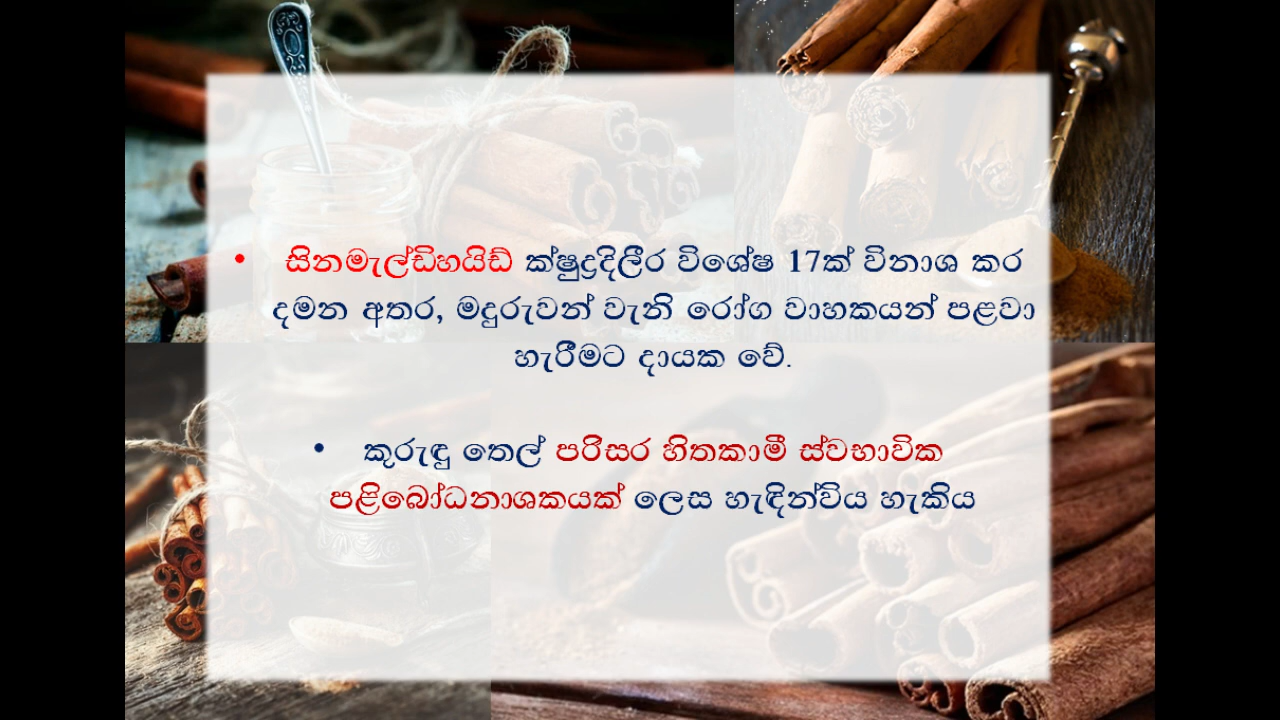 • සිනමැල්ඩිහයිඩ් ක්ෂුද්‍රදිලීර විශේෂ 17ක් විනාශ කර
දමන අතර, මදුරුවන් වැනි රෝග වාහකයන් පළවා
හැරීමට දායක වේ.
• කුරුඳු තෙල් පරිසර හිතකාමී ස්වභාවික
පළිබෝධනාශකයක් ලෙස හැඳින්විය හැකිය